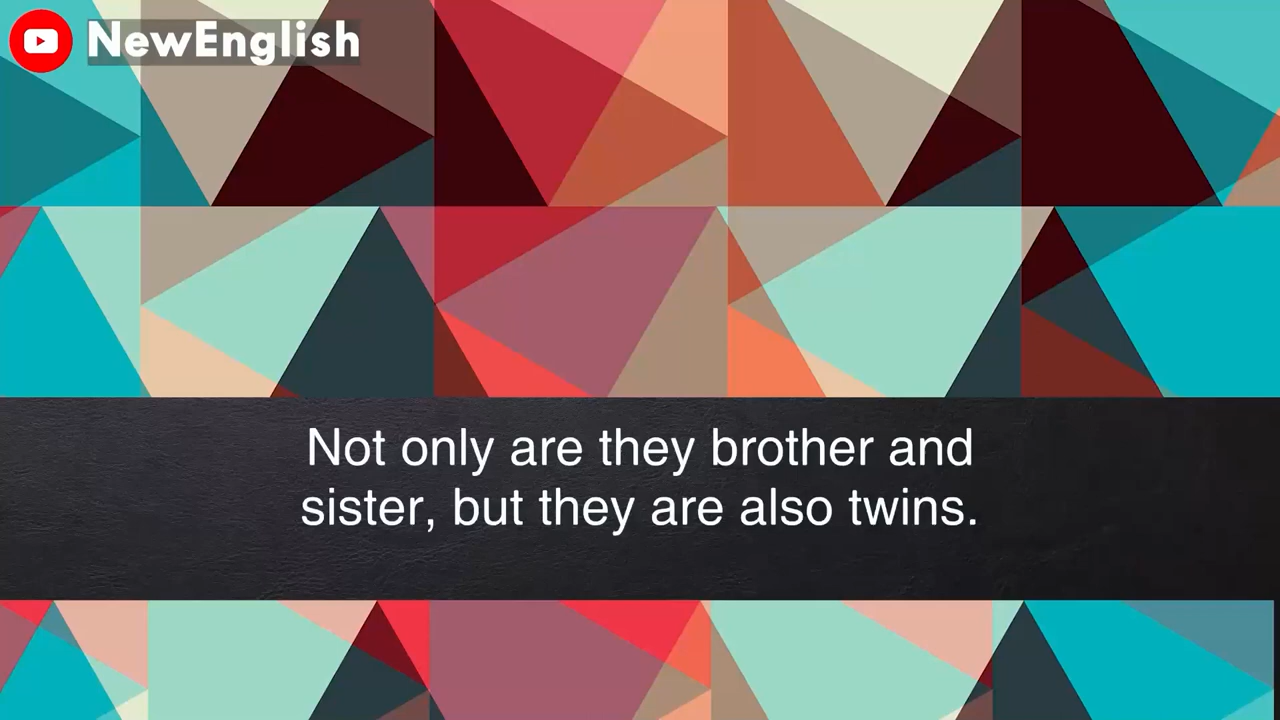 NewEnglish
Not only are they brother and
sister, but they are also twins.